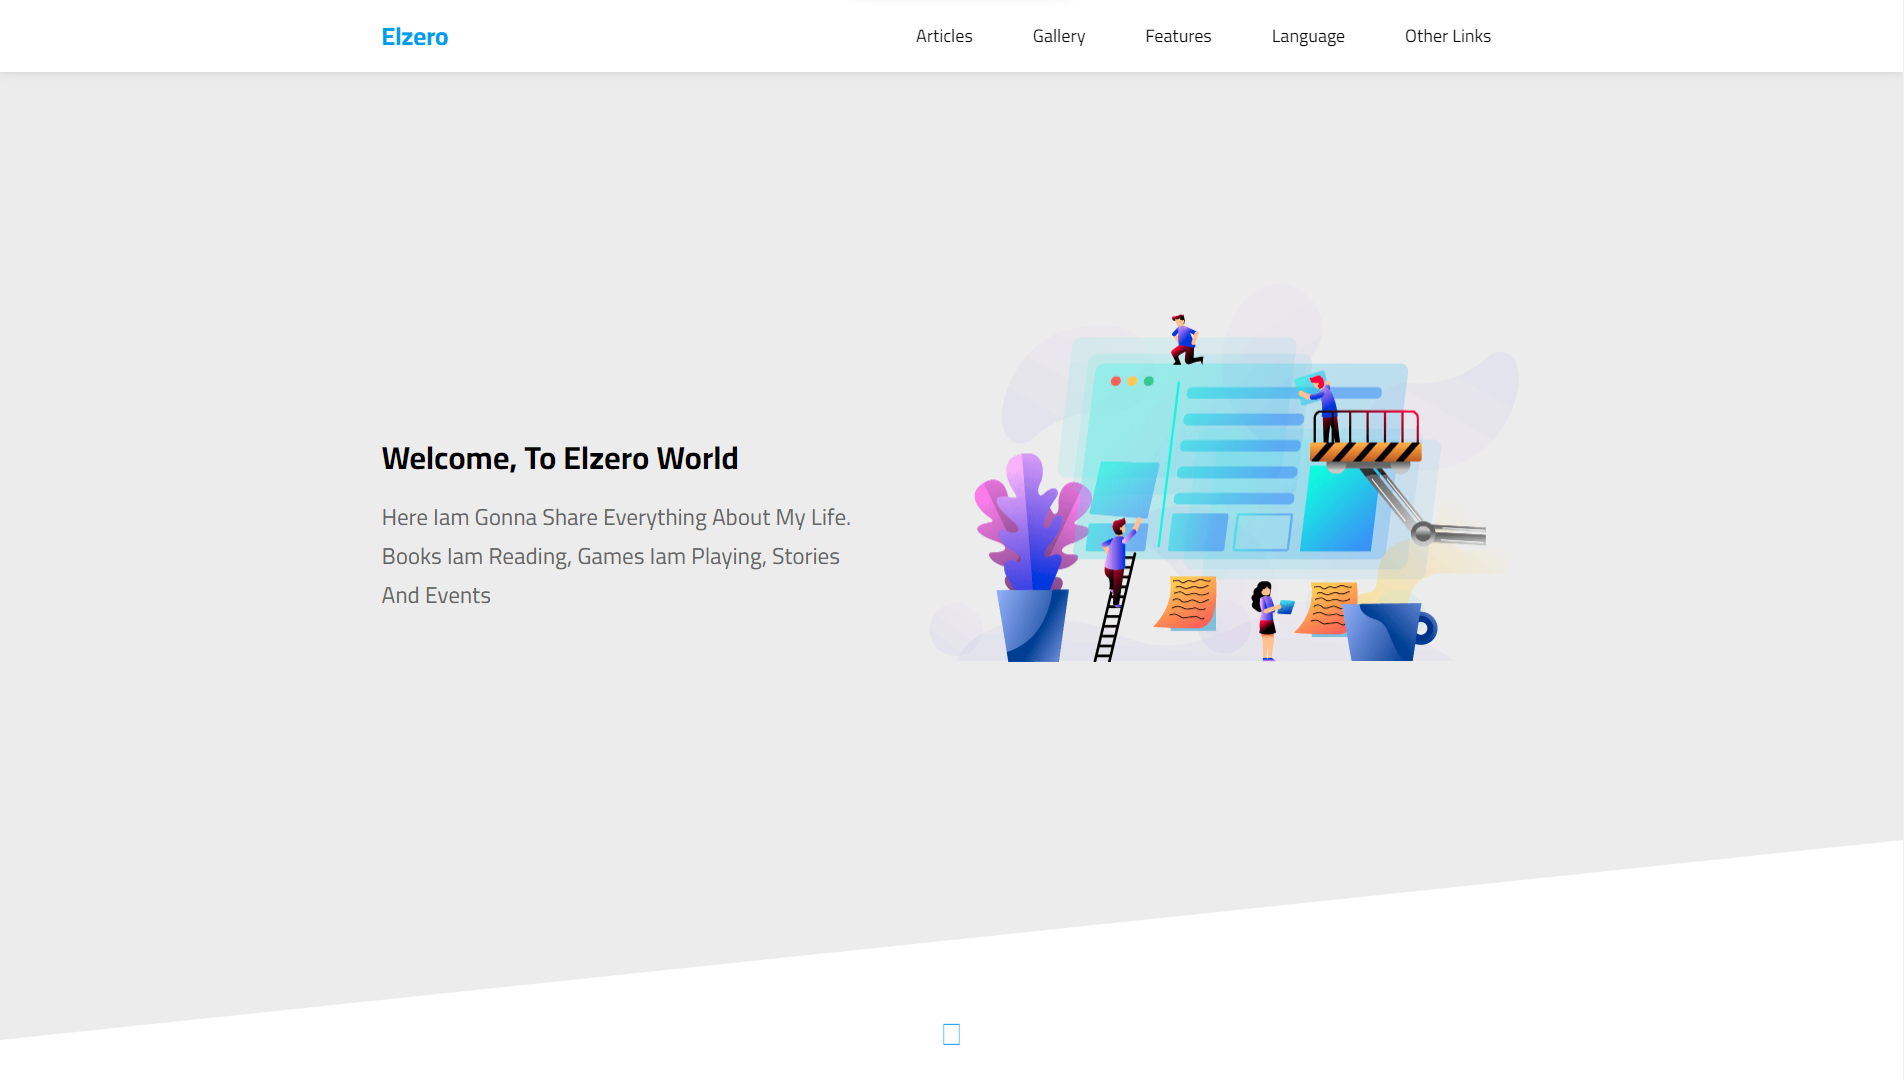 Elzero
Articles
Gallery
Features
Language
Other Links
Welcome, To Elzero World
Here Iam Gonna Share Everything About My Life.
Books Iam Reading, Games Iam Playing, Stories
And Events